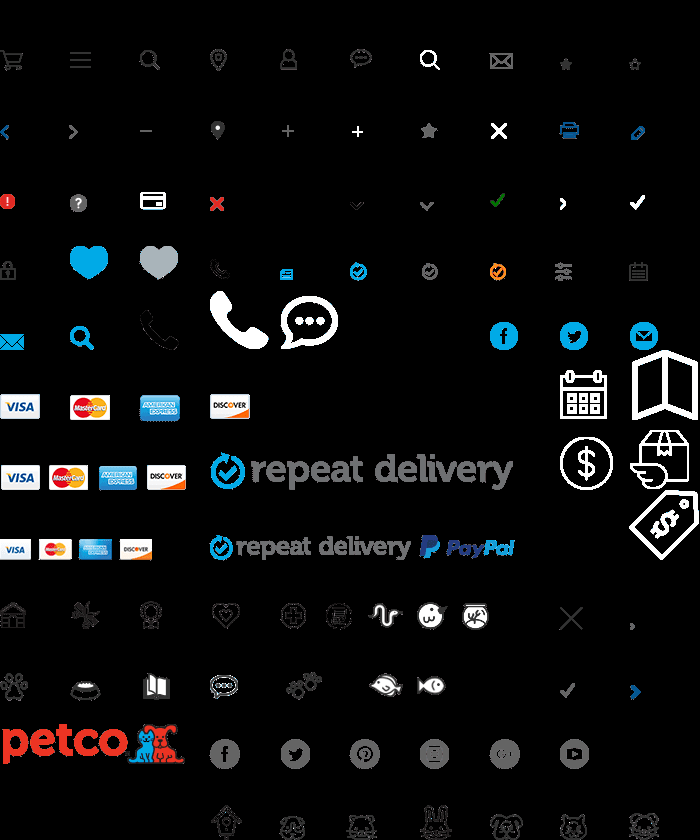 VISA MasterCard AMERICAN EXPRESS DISCOVER
VISA MasterCard AMERICAN EXPRESS DISCOVER repeat delivery
VISA MasterCard AMERICAN EXPRESS DISCOVER repeat delivery PayPal
petco